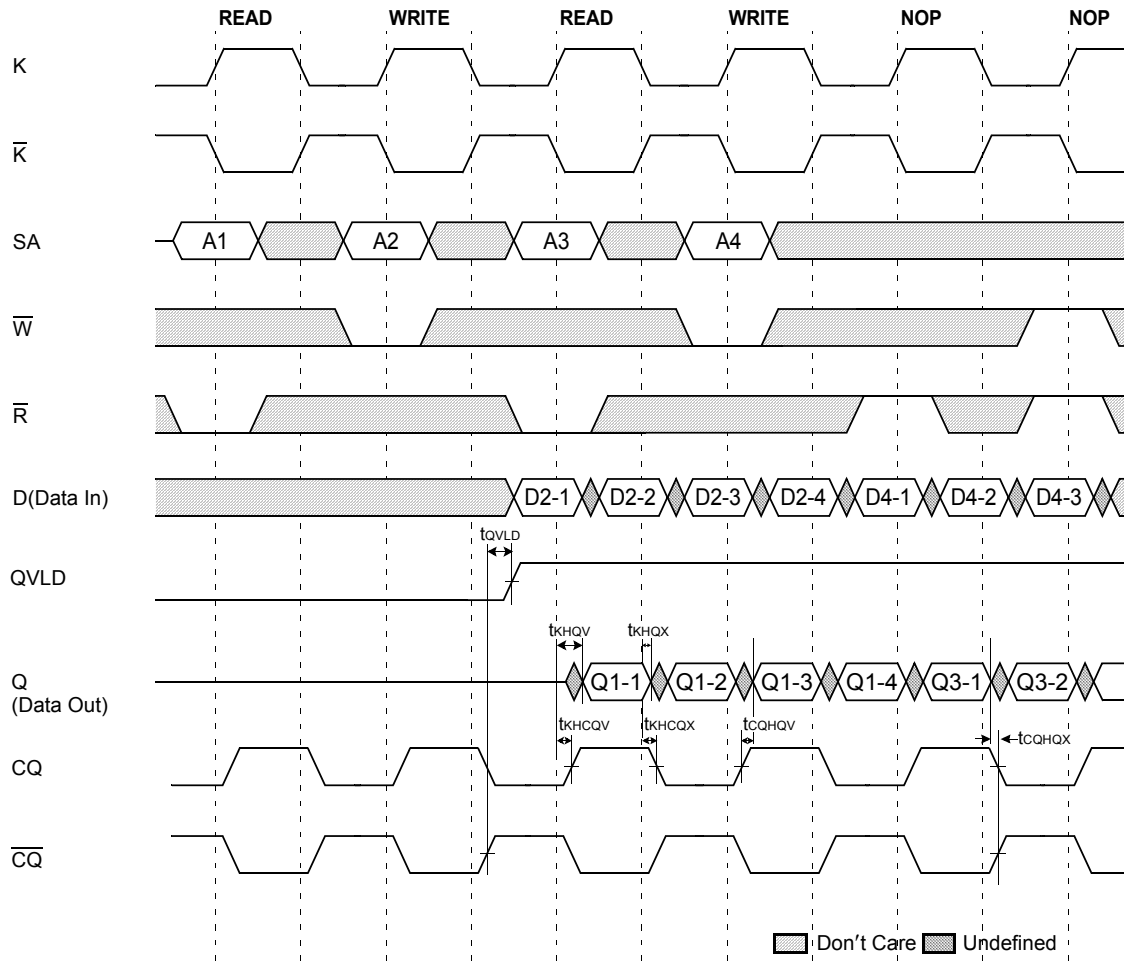 READ WRITE READ WRITE NOP NOP
K
K̅
SA A1 A2 A3 A4
W̅
R̅
D(Data In) D2-1 D2-2 D2-3 D2-4 D4-1 D4-2 D4-3
tQVLD
QVLD
tKHQV tKHQX
Q Q1-1 Q1-2 Q1-3 Q1-4 Q3-1 Q3-2
(Data Out)
tKHCQV tKHCQX tCQHQV tCQHQX
CQ
C̅Q̅
Don't Care Undefined